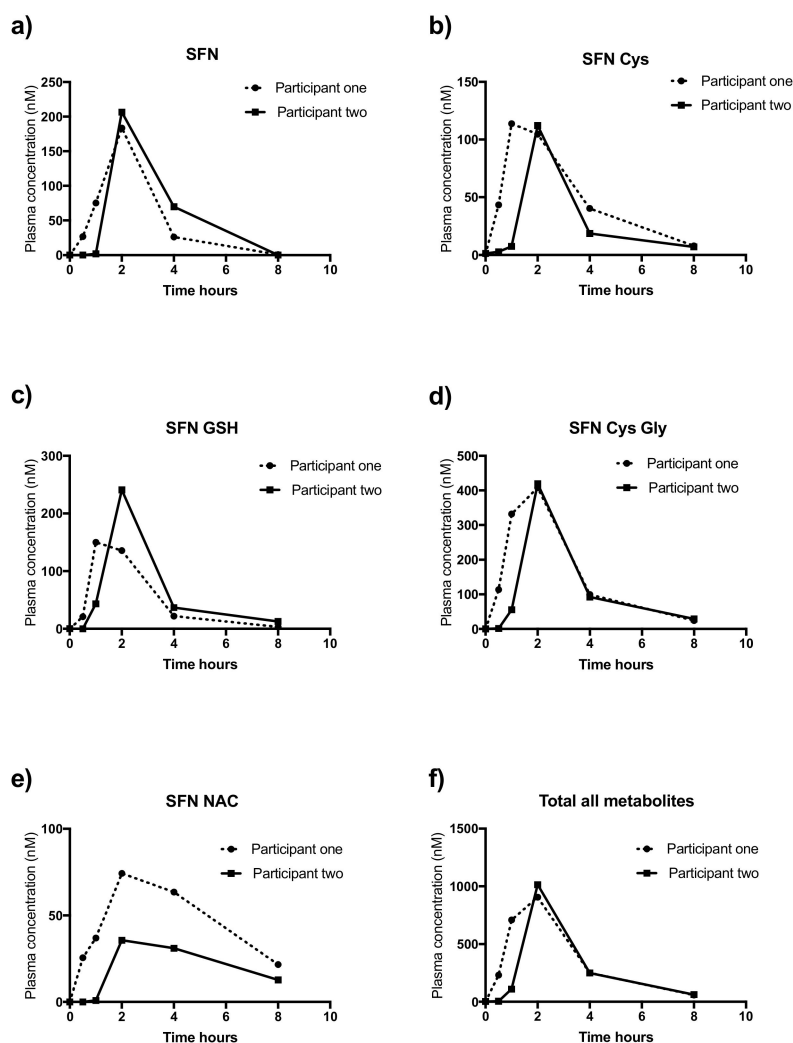 a)
SFN
Plasma concentration (nM)
250
200
150
100
50
0
0 2 4 6 8 10
Time hours
Participant one
Participant two
b)
SFN Cys
Plasma concentration (nM)
150
100
50
0
0 2 4 6 8 10
Time hours
Participant one
Participant two
c)
SFN GSH
Plasma concentration (nM)
300
200
100
0
0 2 4 6 8 10
Time hours
Participant one
Participant two
d)
SFN Cys Gly
Plasma concentration (nM)
500
400
300
200
100
0
0 2 4 6 8 10
Time hours
Participant one
Participant two
e)
SFN NAC
Plasma concentration (nM)
100
50
0
0 2 4 6 8 10
Time hours
Participant one
Participant two
f)
Total all metabolites
Plasma concentration (nM)
1500
1000
500
0
0 2 4 6 8 10
Time hours
Participant one
Participant two